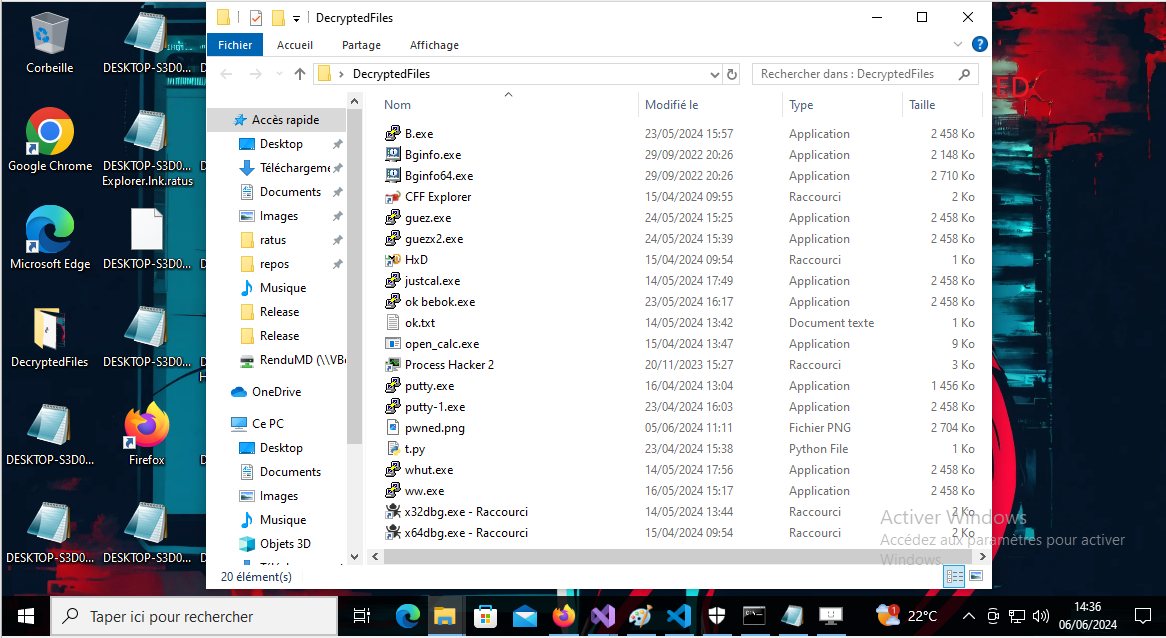 DecryptedFiles
Fichier Accueil Partage Affichage
DecryptedFiles
Rechercher dans : DecryptedFiles
Corbeille
DESKTOP-S3D0...
Google Chrome
DESKTOP-S3D0...
Explorer.lnk.ratus
Microsoft Edge
DESKTOP-S3D0...
DecryptedFiles
DESKTOP-S3D0...
DESKTOP-S3D0...
Firefox
DESKTOP-S3D0...
DESKTOP-S3D0...
Accès rapide
Desktop
Téléchargeme
Documents
Images
ratus
repos
Musique
Release
Release
RenduMD (\\VBo
OneDrive
Ce PC
Desktop
Documents
Images
Musique
Objets 3D
Nom Modifié le Type Taille
B.exe 23/05/2024 15:57 Application 2 458 Ko
Bginfo.exe 29/09/2022 20:26 Application 2 148 Ko
Bginfo64.exe 29/09/2022 20:26 Application 2 710 Ko
CFF Explorer 15/04/2024 09:55 Raccourci 2 Ko
guez.exe 24/05/2024 15:25 Application 2 458 Ko
guezx2.exe 24/05/2024 15:39 Application 2 458 Ko
HxD 15/04/2024 09:54 Raccourci 1 Ko
justcal.exe 14/05/2024 17:49 Application 2 458 Ko
ok bebok.exe 23/05/2024 16:17 Application 2 458 Ko
ok.txt 14/05/2024 13:42 Document texte 1 Ko
open_calc.exe 15/04/2024 13:47 Application 9 Ko
Process Hacker 2 20/11/2023 15:27 Raccourci 3 Ko
putty.exe 16/04/2024 13:04 Application 1 456 Ko
putty-1.exe 23/04/2024 16:03 Application 2 458 Ko
pwned.png 05/06/2024 11:11 Fichier PNG 2 704 Ko
t.py 23/04/2024 15:38 Python File 1 Ko
whut.exe 14/05/2024 17:56 Application 2 458 Ko
ww.exe 16/05/2024 15:17 Application 2 458 Ko
x32dbg.exe - Raccourci 14/05/2024 13:44 Raccourci 2 Ko
x64dbg.exe - Raccourci 15/04/2024 09:54 Raccourci 2 Ko
20 élément(s)
Activer Windows
Accédez aux paramètres pour activer
Windows.
Taper ici pour rechercher
1
22°C
14:36
06/06/2024